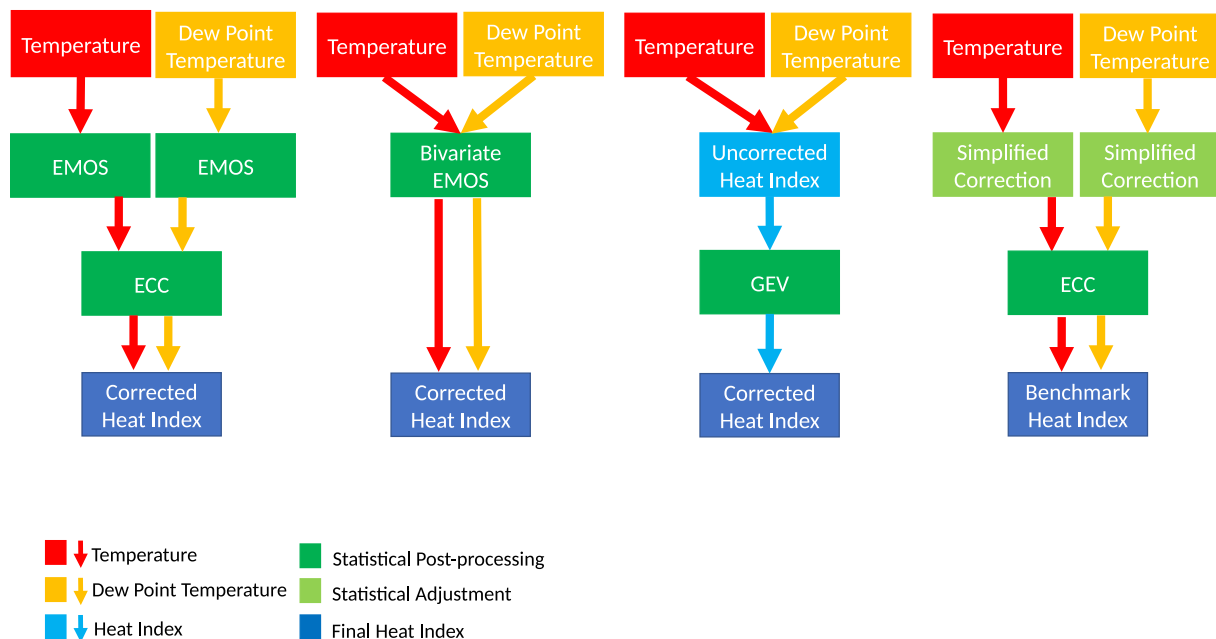 Temperature
Dew Point
Temperature
EMOS
EMOS
ECC
Corrected
Heat Index
Temperature
Dew Point
Temperature
Bivariate
EMOS
Corrected
Heat Index
Temperature
Dew Point
Temperature
Uncorrected
Heat Index
GEV
Corrected
Heat Index
Temperature
Dew Point
Temperature
Simplified
Correction
Simplified
Correction
ECC
Benchmark
Heat Index
Temperature
Dew Point Temperature
Heat Index
Statistical Post-processing
Statistical Adjustment
Final Heat Index